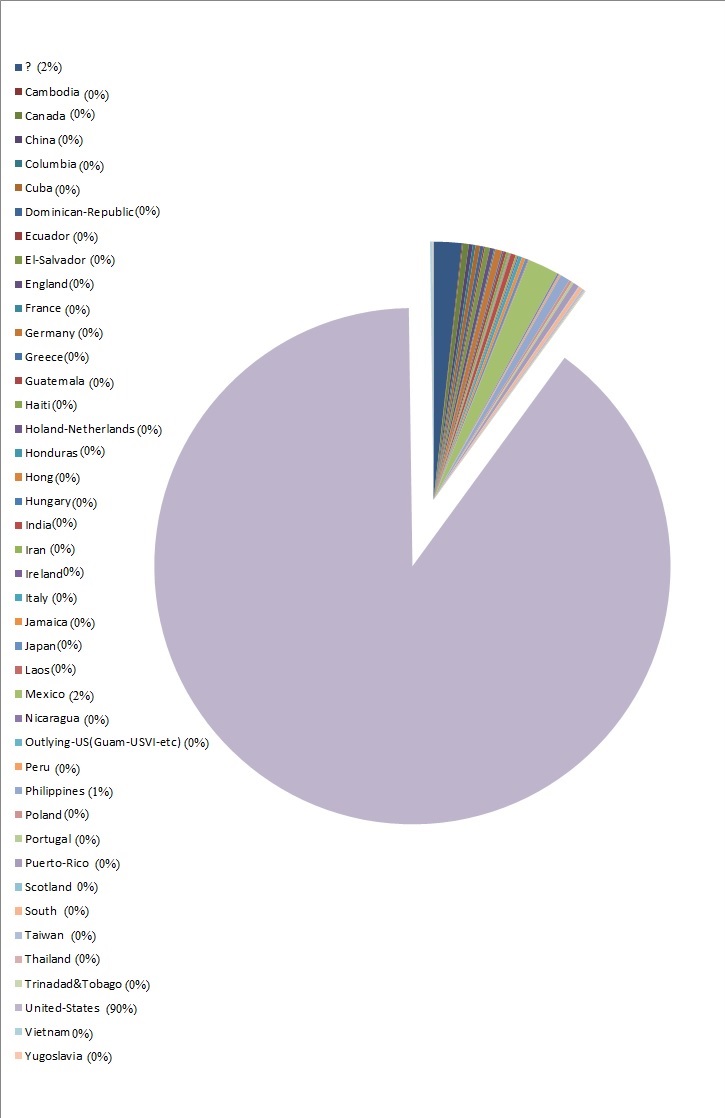 ? (2%)
Cambodia (0%)
Canada (0%)
China (0%)
Columbia (0%)
Cuba (0%)
Dominican-Republic (0%)
Ecuador (0%)
El-Salvador (0%)
England (0%)
France (0%)
Germany (0%)
Greece (0%)
Guatemala (0%)
Haiti (0%)
Holand-Netherlands (0%)
Honduras (0%)
Hong (0%)
Hungary (0%)
India (0%)
Iran (0%)
Ireland 0%)
Italy (0%)
Jamaica (0%)
Japan (0%)
Laos (0%)
Mexico (2%)
Nicaragua (0%)
Outlying-US(Guam-USVI-etc) (0%)
Peru (0%)
Philippines (1%)
Poland (0%)
Portugal (0%)
Puerto-Rico (0%)
Scotland 0%)
South (0%)
Taiwan (0%)
Thailand (0%)
Trinadad&Tobago (0%)
United-States (90%)
Vietnam 0%)
Yugoslavia (0%)